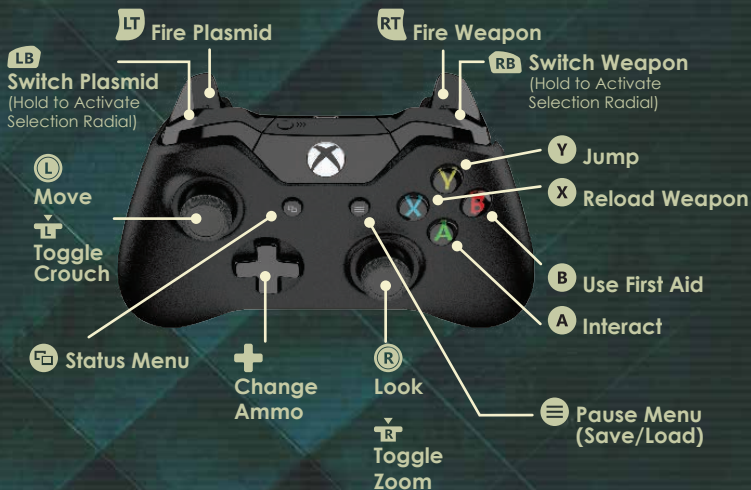 LT Fire Plasmid
RT Fire Weapon
LB
Switch Plasmid
(Hold to Activate
Selection Radial)
RB Switch Weapon
(Hold to Activate
Selection Radial)
Y Jump
X Reload Weapon
B Use First Aid
A Interact
L
Move
L
Toggle
Crouch
Y
X
B
A
Status Menu
Change
Ammo
R
Look
R
Toggle
Zoom
Pause Menu
(Save/Load)